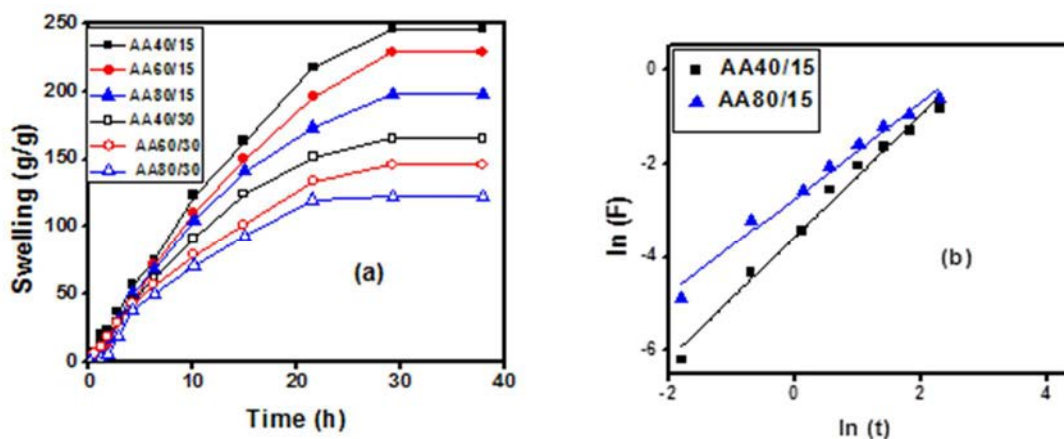 250
200
150
100
50
0
Swelling (g/g)
AA40/15
AA60/15
AA80/15
AA40/30
AA60/30
AA80/30
(a)
0 10 20 30 40
Time (h)
0
-2
-4
-6
ln (F)
AA40/15
AA80/15
(b)
-2 0 2 4
ln (t)